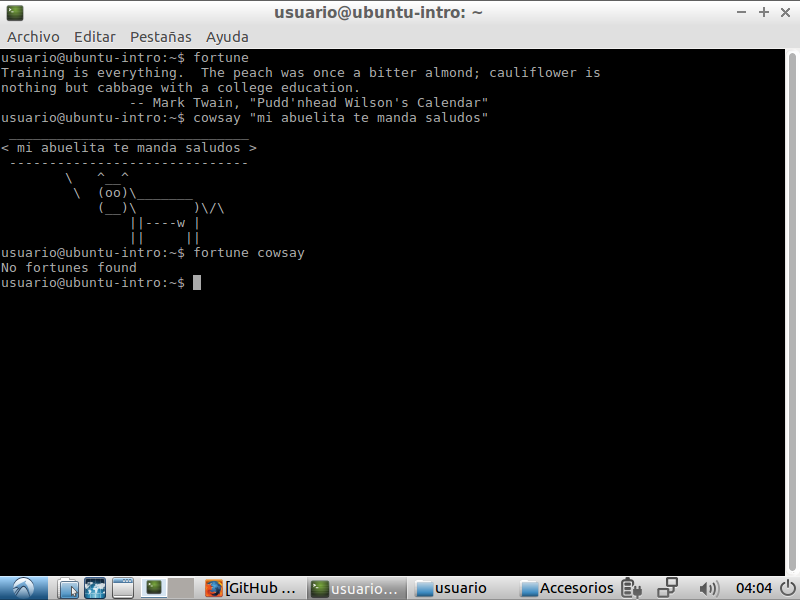 usuario@ubuntu-intro: ~
Archivo Editar Pestañas Ayuda
usuario@ubuntu-intro:~$ fortune
Training is everything.  The peach was once a bitter almond; cauliflower is
nothing but cabbage with a college education.
                -- Mark Twain, "Pudd'nhead Wilson's Calendar"
usuario@ubuntu-intro:~$ cowsay "mi abuelita te manda saludos"
 ______________________________
< mi abuelita te manda saludos >
 ------------------------------
        \   ^__^
         \  (oo)\_______
            (__)\       )\/\
                ||----w |
                ||     ||
usuario@ubuntu-intro:~$ fortune cowsay
No fortunes found
usuario@ubuntu-intro:~$
[GitHub ... usuario... usuario Accesorios 04:04